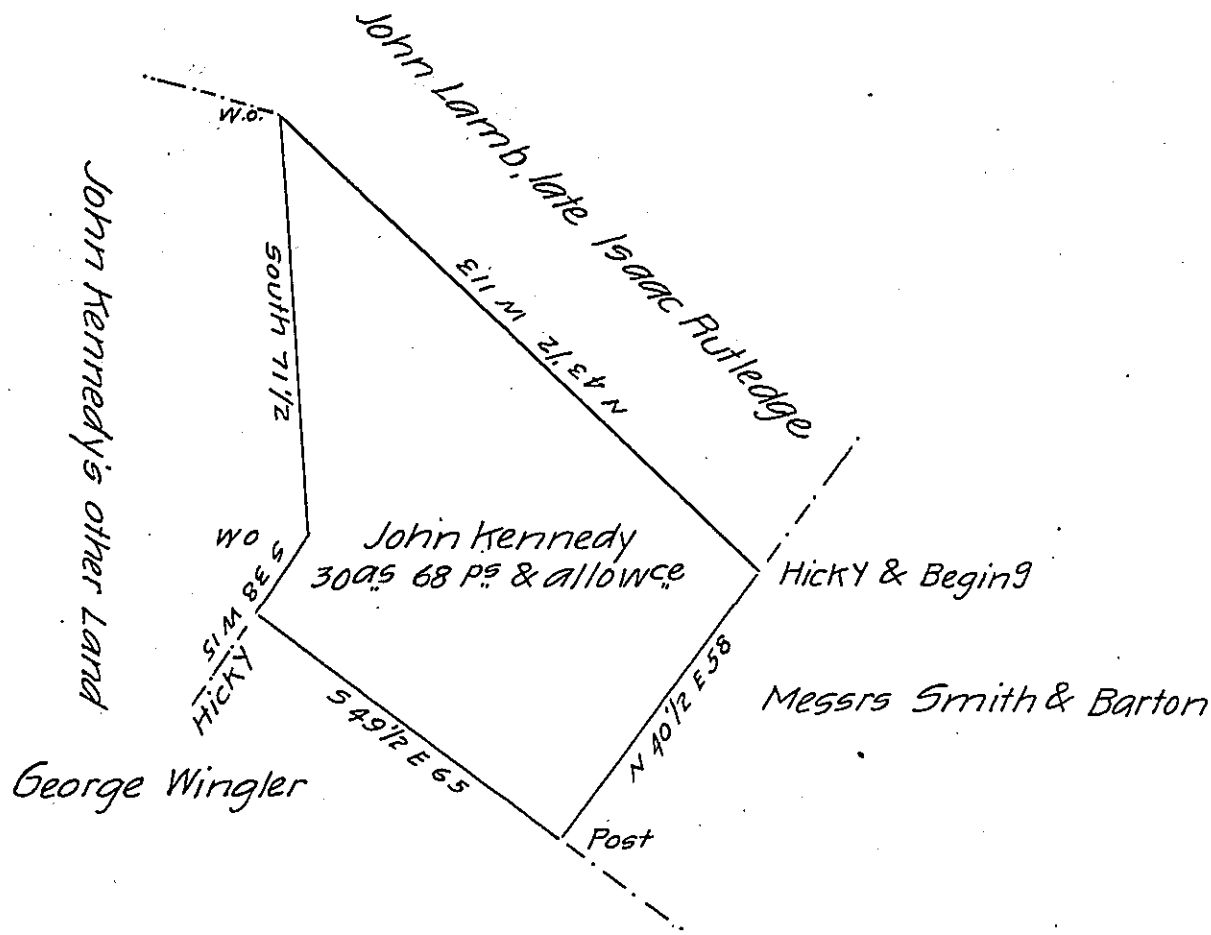 John Lamb, late Isaac Rutledge
W.O.
N 43 1/2 W 113
South 71 1/2
John Kennedy's other Land
W O
S 38 W 15
Hicky
John Kennedy
30as 68 Ps & allowce
Hicky & Begin9
N 40 1/2 E 58
Messrs Smith & Barton
S 49 1/2 E 65
George Wingler
Post